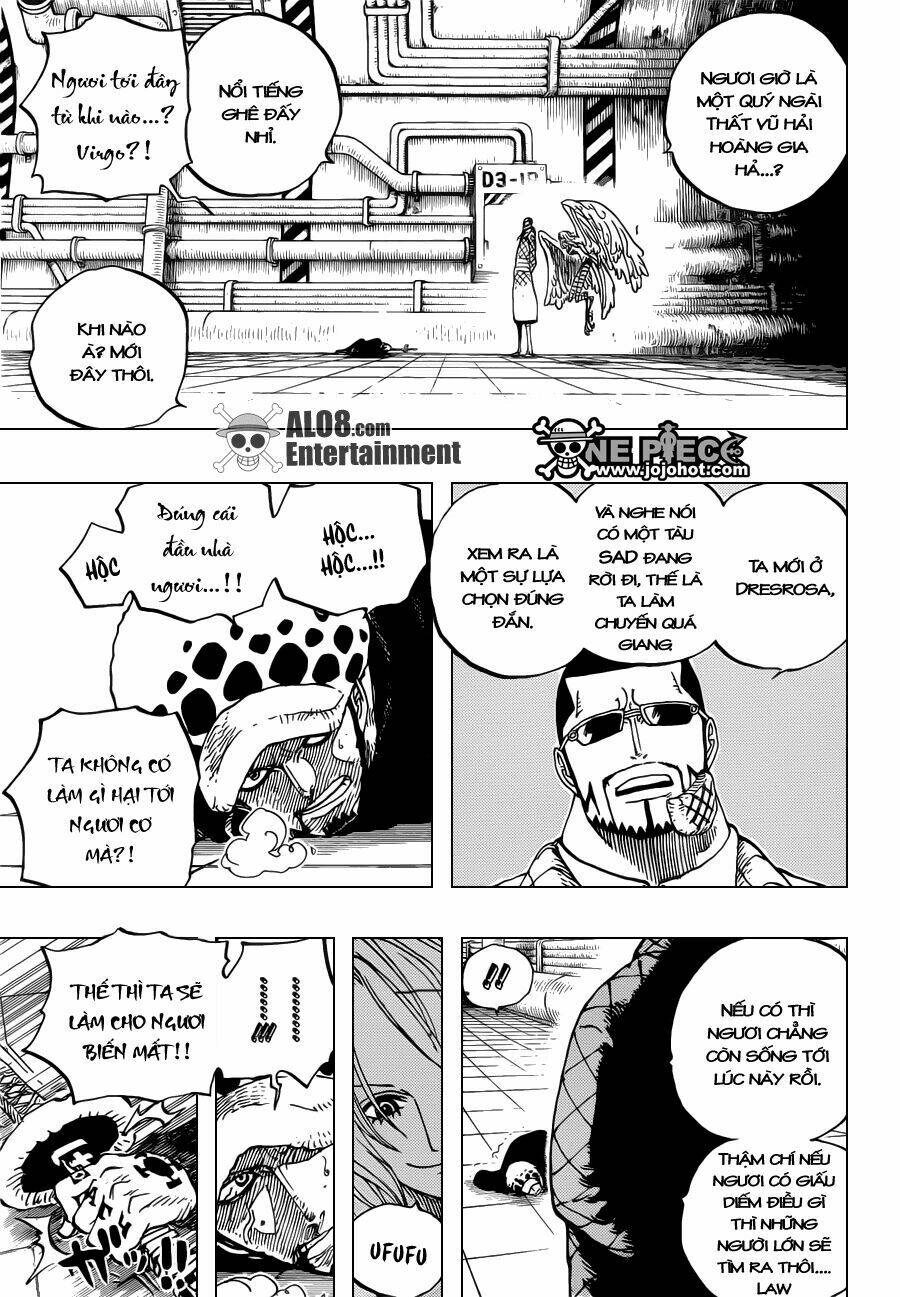 NGƯƠI GIỜ LÀ
MỘT QUÝ NGÀI
THẤT VŨ HẢI
HOÀNG GIA
HẢ...?
NỔI TIẾNG
GHÊ ĐẤY
NHỈ.
Ngươi tới đây
từ khi nào...?
Virgo?!
D3-1R
KHI NÀO
À? MỚI
ĐÂY THÔI.
AL08.com
Entertainment
ONE PIECE
www.jojohot.com
TA MỚI Ở
DRESROSA,
VÀ NGHE NÓI
CÓ MỘT TÀU
SAD ĐANG
RỜI ĐI, THẾ LÀ
TA LÀM
CHUYẾN QUÁ
GIANG
XEM RA LÀ
MỘT SỰ LỰA
CHỌN ĐÚNG
ĐẮN.
HỘC...
HỘC...!!
Đúng cái
đầu nhà
ngươi...!!
HỘC
TA KHÔNG CÓ
LÀM GÌ HẠI TỚI
NGƯƠI CƠ
MÀ?!
NẾU CÓ THÌ
NGƯƠI CHẲNG
CÒN SỐNG TỚI
LÚC NÀY RỒI.
!!
THẬM CHÍ NẾU
NGƯƠI CÓ GIẤU
DIẾM ĐIỀU GÌ
THÌ NHỮNG
NGƯỜI LỚN SẼ
TÌM RA THÔI....
LAW
UFUFU
..........
.......!!!
THẾ THÌ TA SẼ
LÀM CHO NGƯƠI
BIẾN MẤT!!